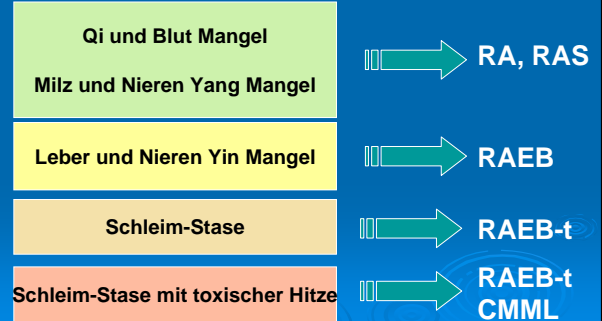 Qi und Blut Mangel
Milz und Nieren Yang Mangel
RA, RAS
Leber und Nieren Yin Mangel
RAEB
Schleim-Stase
RAEB-t
Schleim-Stase mit toxischer Hitze
RAEB-t
CMML